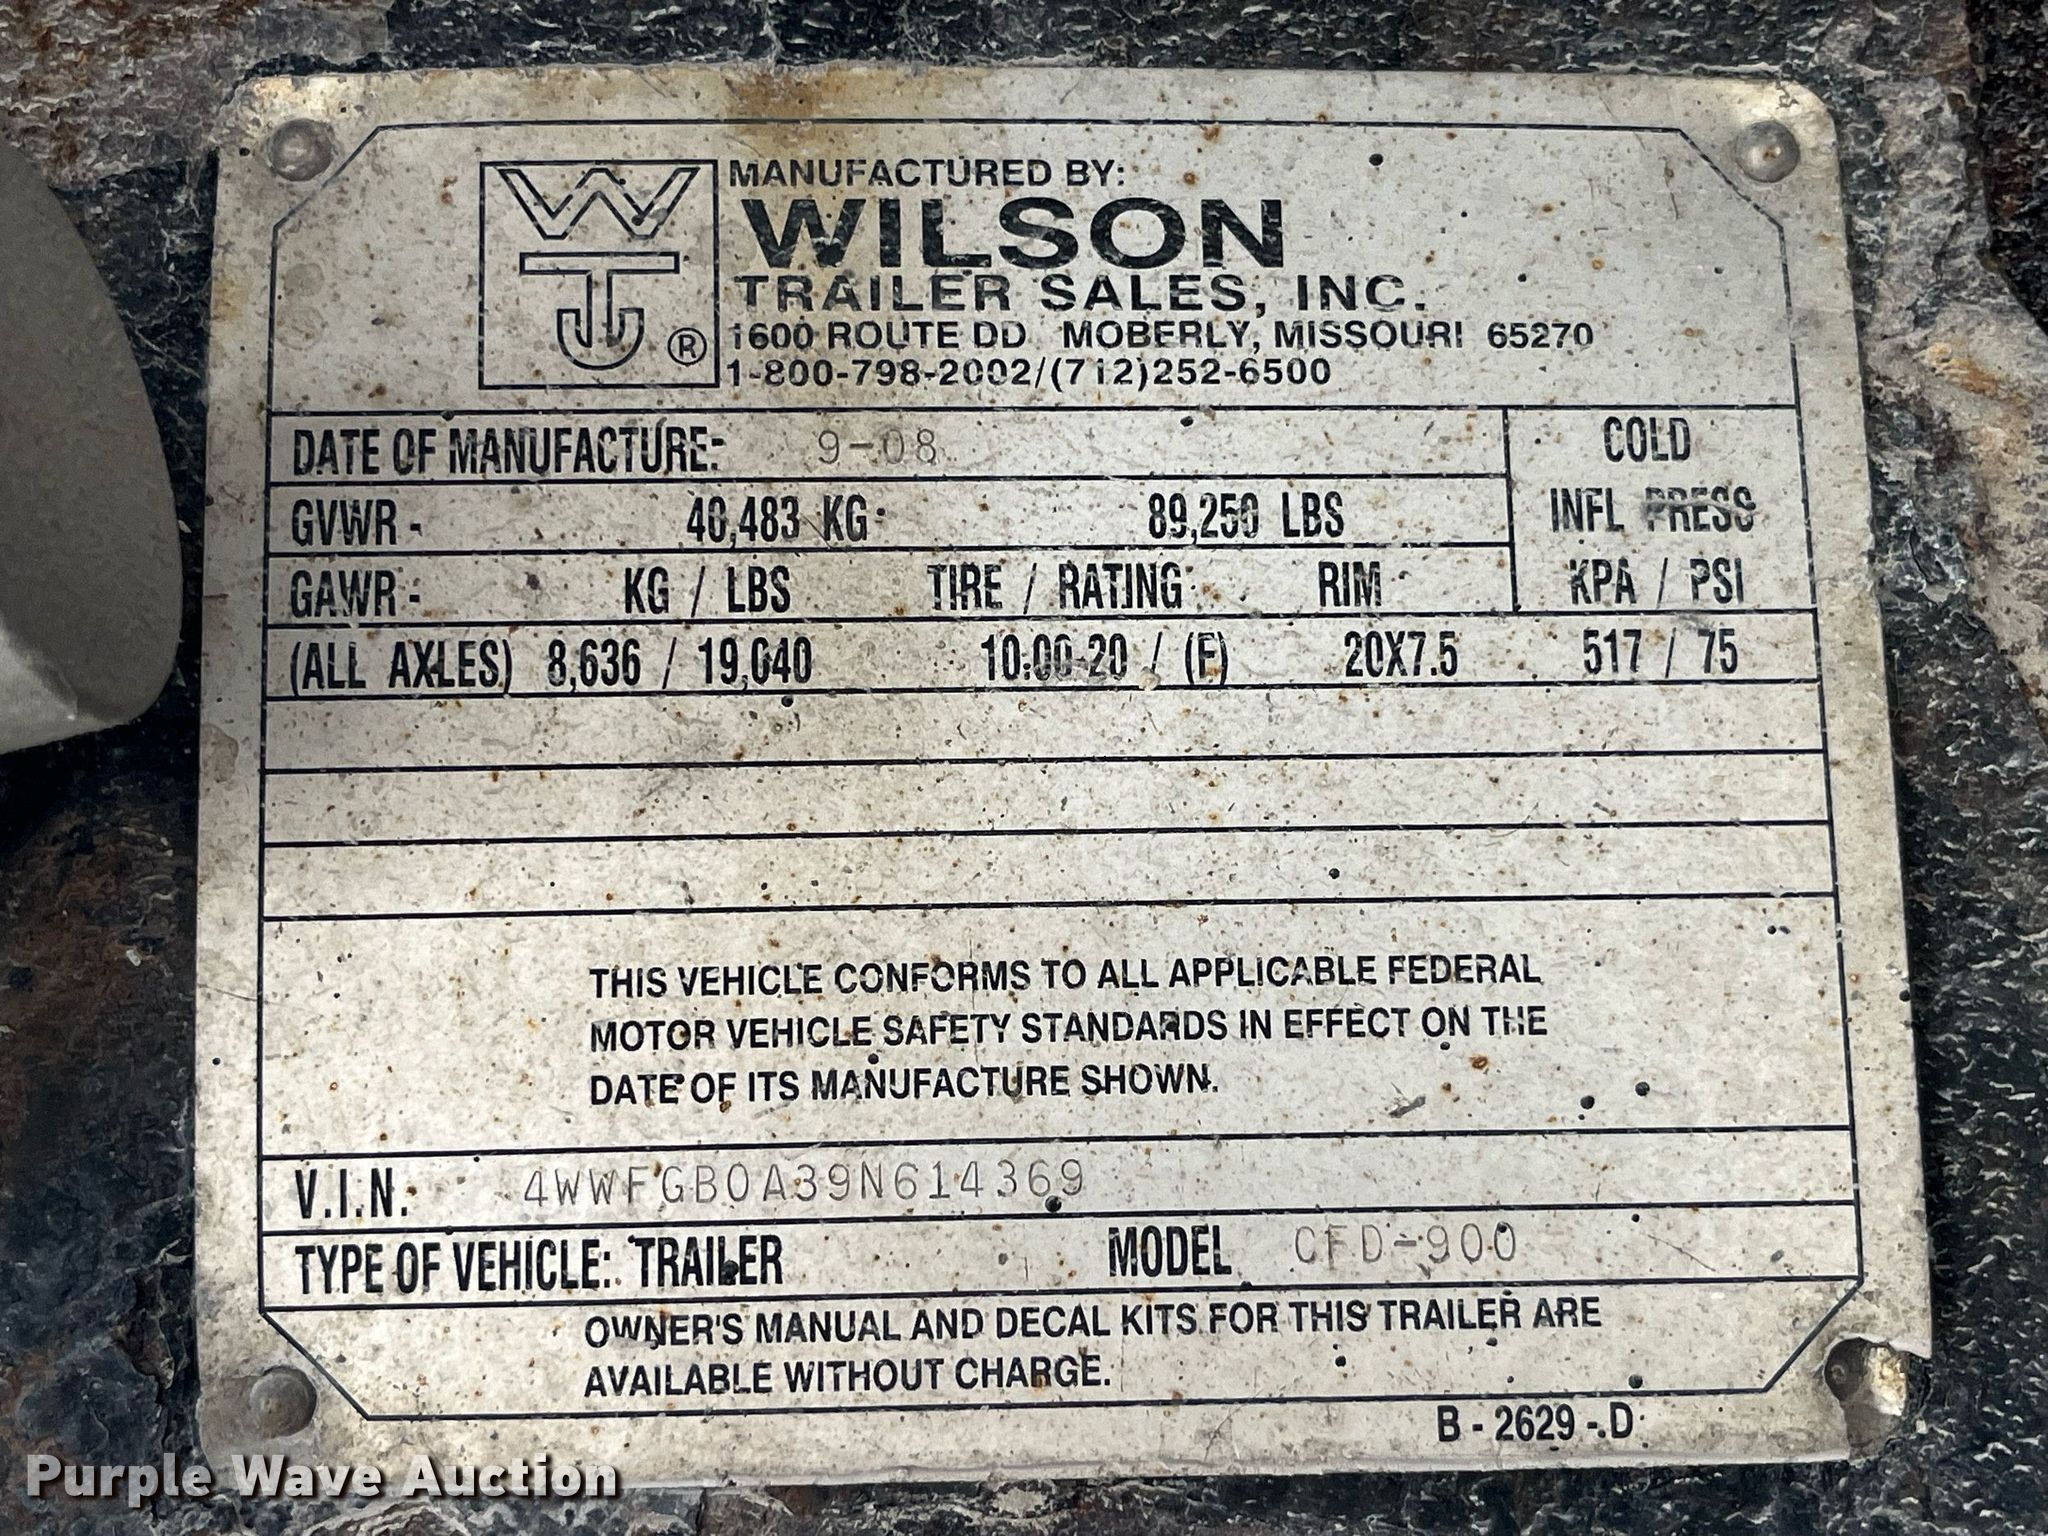 WTJ ®
MANUFACTURED BY:
WILSON
TRAILER SALES, INC.
1600 ROUTE DD MOBERLY, MISSOURI 65270
1-800-798-2002/(712)252-6500
DATE OF MANUFACTURE: 9-08
COLD
INFL PRESS
GVWR - 40,483 KG 89,250 LBS
GAWR - KG / LBS TIRE / RATING RIM KPA / PSI
(ALL AXLES) 8,636 / 19,040 10:00-20 / (F) 20X7.5 517 / 75
THIS VEHICLE CONFORMS TO ALL APPLICABLE FEDERAL
MOTOR VEHICLE SAFETY STANDARDS IN EFFECT ON THE
DATE OF ITS MANUFACTURE SHOWN.
V.I.N. 4WWFGB0A39N614369
TYPE OF VEHICLE: TRAILER MODEL CFD-900
OWNER'S MANUAL AND DECAL KITS FOR THIS TRAILER ARE
AVAILABLE WITHOUT CHARGE.
B - 2629 - D
Purple Wave Auction